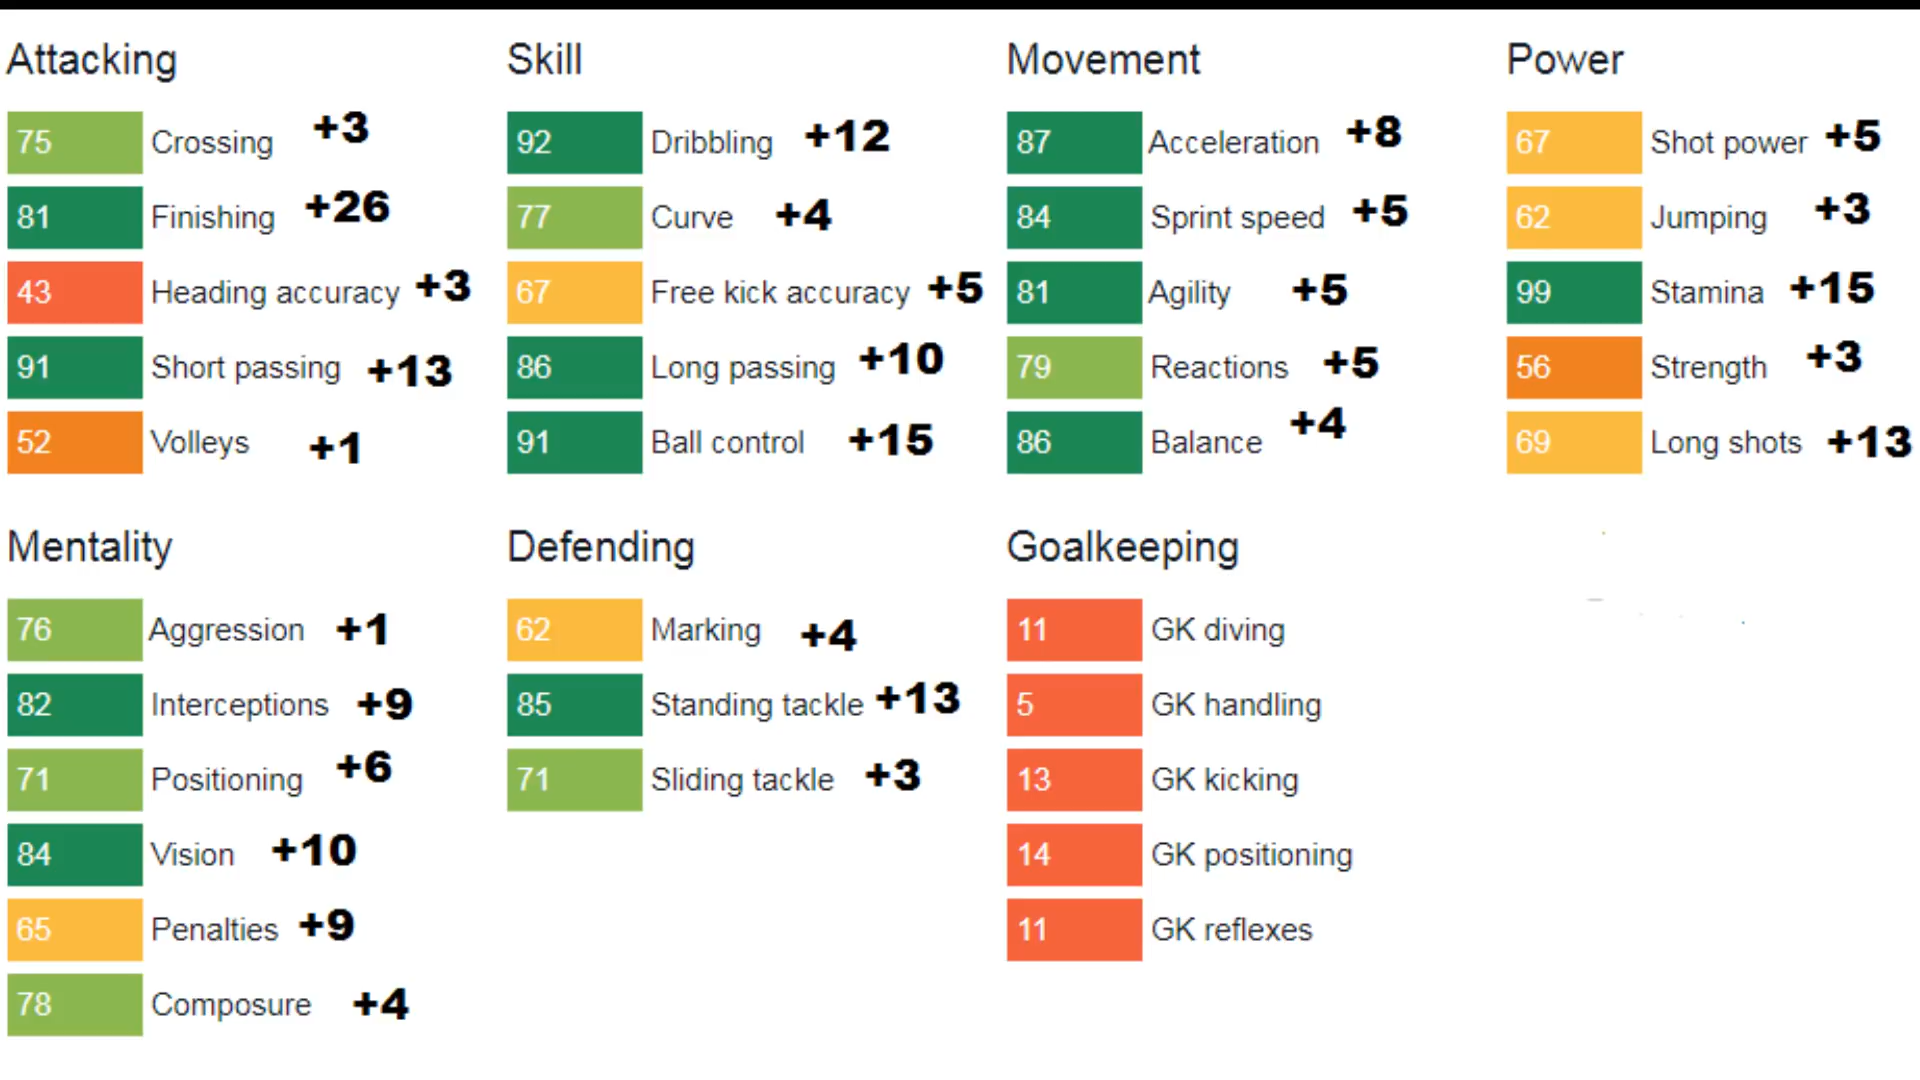 Attacking
75 Crossing +3
81 Finishing +26
43 Heading accuracy +3
91 Short passing +13
52 Volleys +1
Skill
92 Dribbling +12
77 Curve +4
67 Free kick accuracy +5
86 Long passing +10
91 Ball control +15
Movement
87 Acceleration +8
84 Sprint speed +5
81 Agility +5
79 Reactions +5
86 Balance +4
Power
67 Shot power +5
62 Jumping +3
99 Stamina +15
56 Strength +3
69 Long shots +13
Mentality
76 Aggression +1
82 Interceptions +9
71 Positioning +6
84 Vision +10
65 Penalties +9
78 Composure +4
Defending
62 Marking +4
85 Standing tackle +13
71 Sliding tackle +3
Goalkeeping
11 GK diving
5 GK handling
13 GK kicking
14 GK positioning
11 GK reflexes